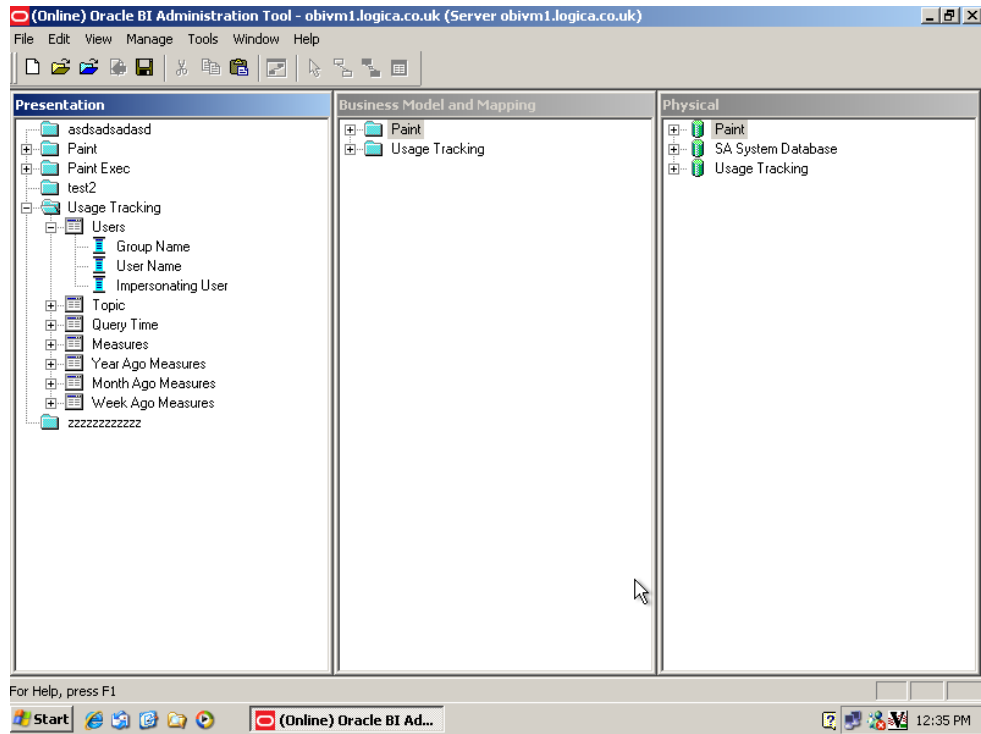 (Online) Oracle BI Administration Tool - obivm1.logica.co.uk (Server obivm1.logica.co.uk)
File Edit View Manage Tools Window Help
Presentation
asdsadsadasd
Paint
Paint Exec
test2
Usage Tracking
Users
Group Name
User Name
Impersonating User
Topic
Query Time
Measures
Year Ago Measures
Month Ago Measures
Week Ago Measures
zzzzzzzzzzzz
Business Model and Mapping
Paint
Usage Tracking
Physical
Paint
SA System Database
Usage Tracking
For Help, press F1
Start (Online) Oracle BI Ad... 12:35 PM